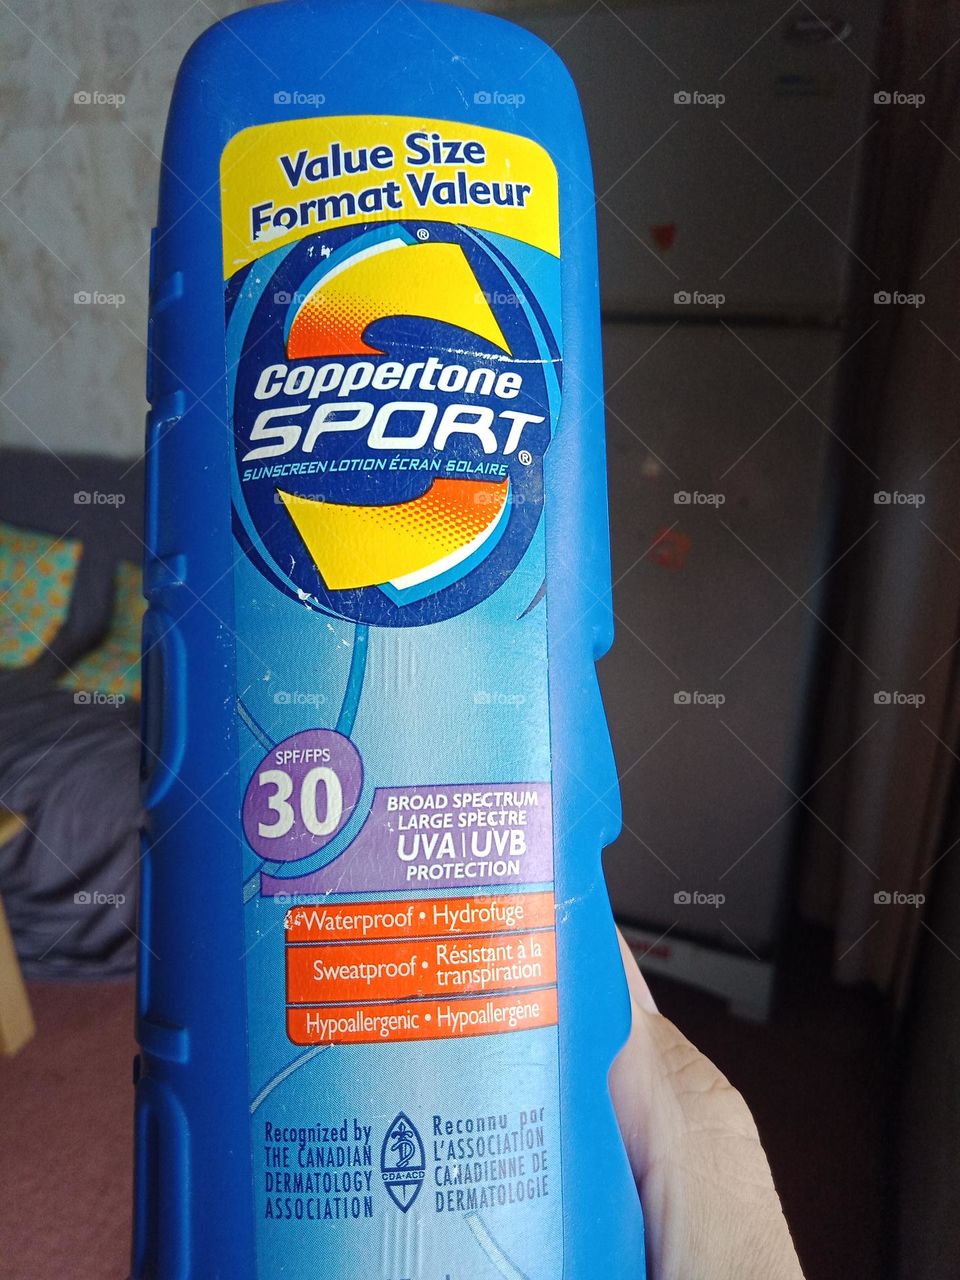 Value Size
Format Valeur
®
Coppertone
SPORT®
SUNSCREEN LOTION ÉCRAN SOLAIRE
SPF/FPS
30
BROAD SPECTRUM
LARGE SPECTRE
UVA|UVB
PROTECTION
Waterproof • Hydrofuge
Sweatproof • Résistant à la
transpiration
Hypoallergenic • Hypoallergène
Recognized by
THE CANADIAN
DERMATOLOGY
ASSOCIATION
CDA•ACD
Reconnu par
L'ASSOCIATION
CANADIENNE DE
DERMATOLOGIE
foap